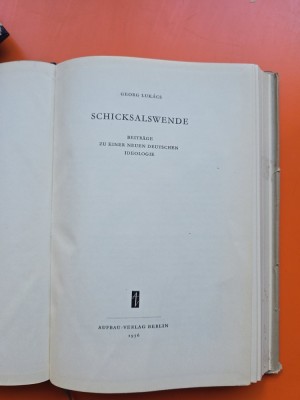 GEORG LUKÁCS
SCHICKSALSWENDE
BEITRÄGE
ZU EINER NEUEN DEUTSCHEN
IDEOLOGIE
AUFBAU-VERLAG BERLIN
1956